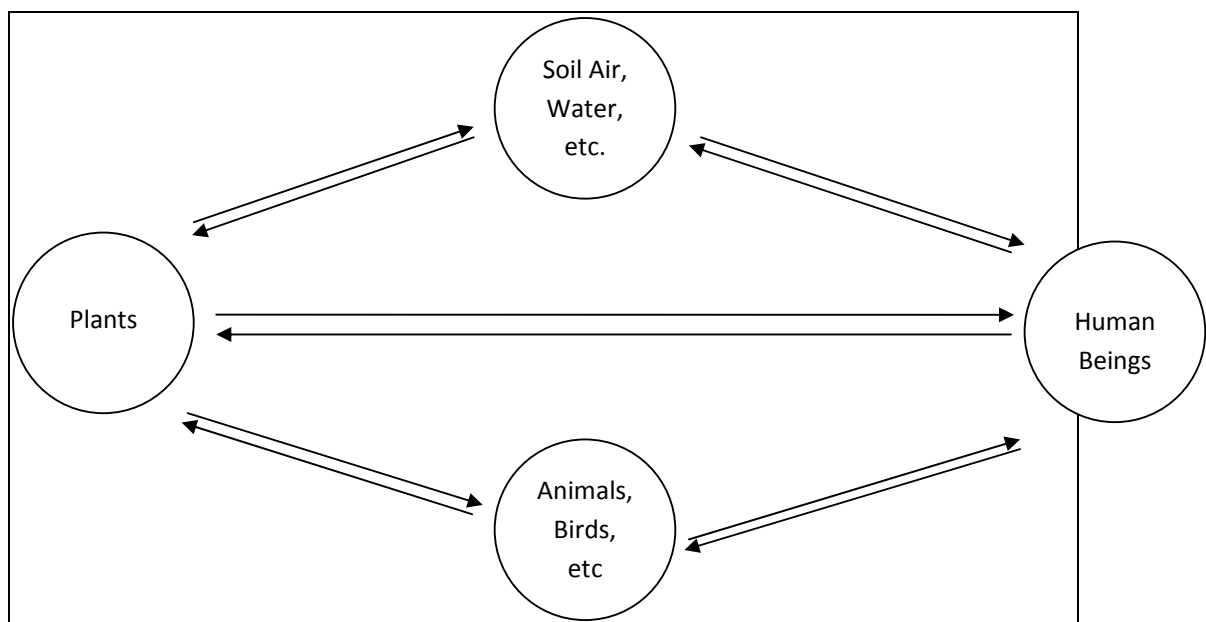 Soil Air,
Water,
etc.
Plants
Human
Beings
Animals,
Birds,
etc